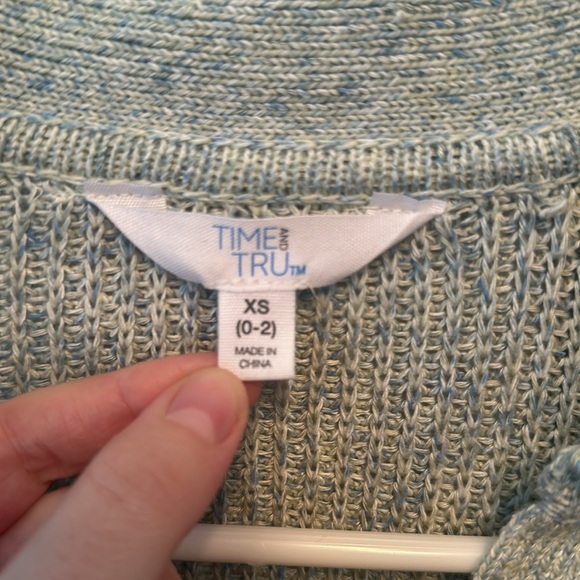 TIME AND
TRU™
XS
(0-2)
MADE IN
CHINA